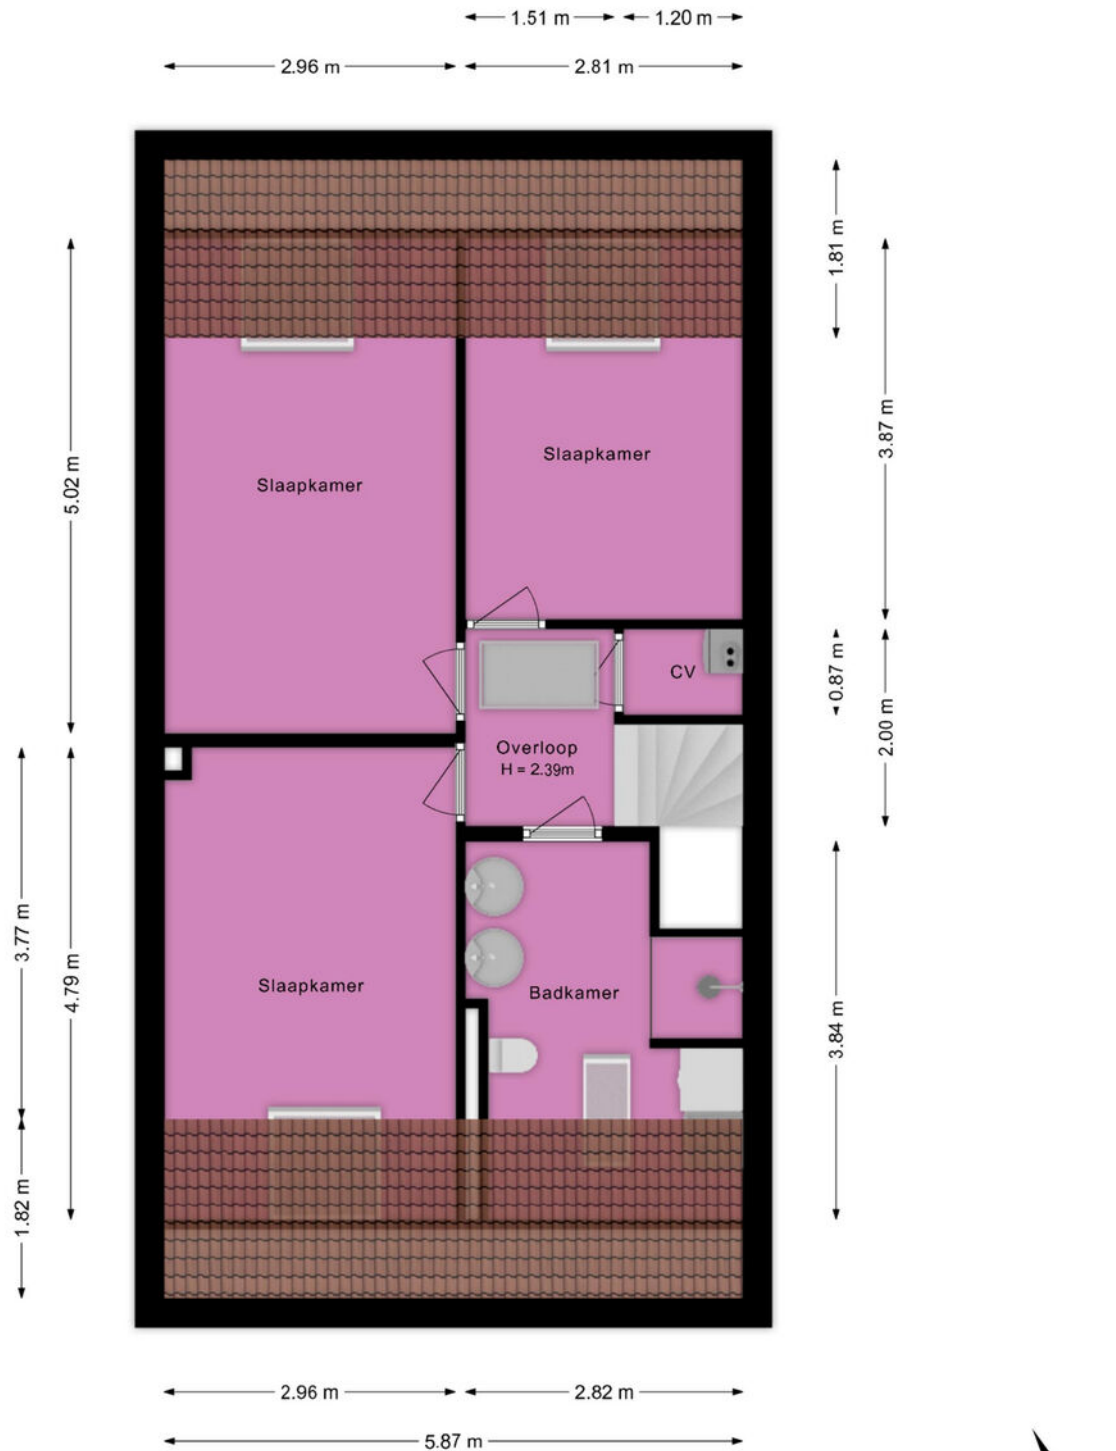 1.51 m
1.20 m
2.96 m
2.81 m
1.81 m
3.87 m
5.02 m
Slaapkamer
Slaapkamer
0.87 m
CV
2.00 m
Overloop
H = 2.39m
3.77 m
4.79 m
Slaapkamer
Badkamer
3.84 m
1.82 m
2.96 m
2.82 m
5.87 m